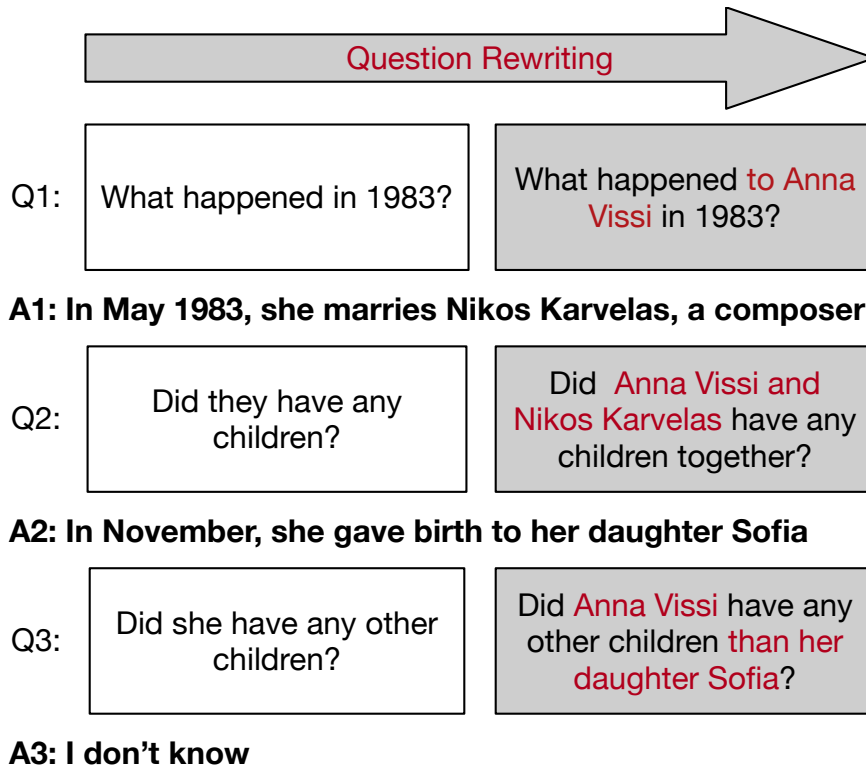 Question Rewriting
Q1:
What happened in 1983?
What happened to Anna
Vissi in 1983?
A1: In May 1983, she marries Nikos Karvelas, a composer
Q2:
Did they have any
children?
Did Anna Vissi and
Nikos Karvelas have any
children together?
A2: In November, she gave birth to her daughter Sofia
Q3:
Did she have any other
children?
Did Anna Vissi have any
other children than her
daughter Sofia?
A3: I don’t know